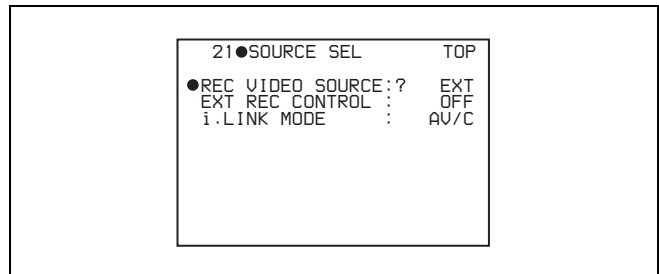 21●SOURCE SEL TOP
●REC VIDEO SOURCE:? EXT
EXT REC CONTROL : OFF
i.LINK MODE : AV/C